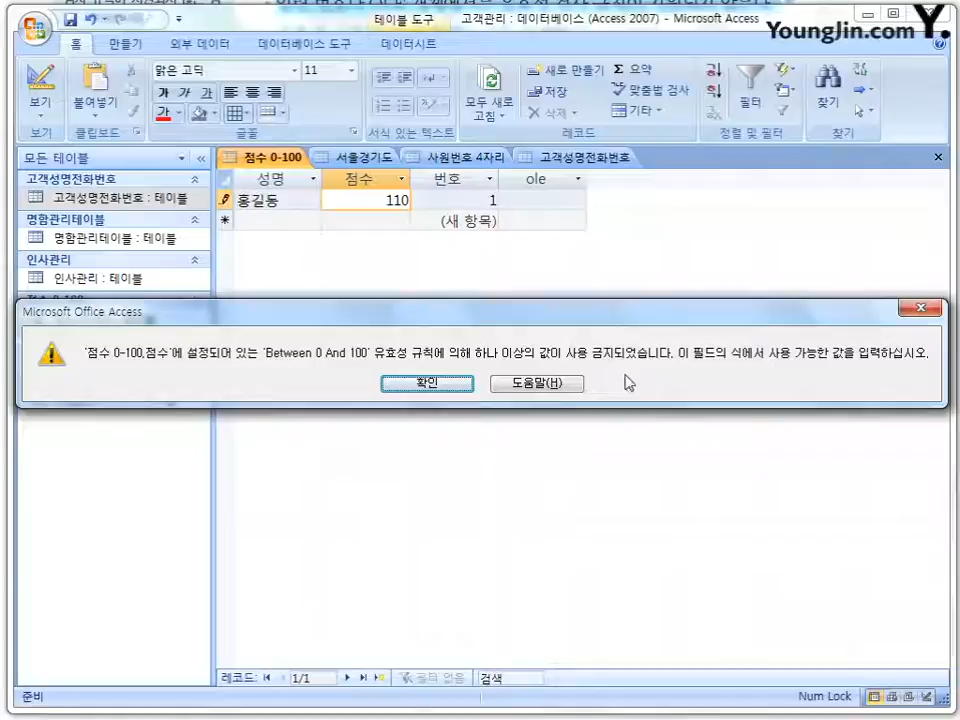 테이블 도구 고객관리 : 데이터베이스 (Access 2007) - Microsoft Access
YoungJin.com Y.
홈 만들기 외부 데이터 데이터베이스 도구 데이터시트
보기
붙여넣기
맑은 고딕 11
가 가 가
가
모두 새로 고침
새로 만들기
저장
삭제
요약
맞춤법 검사
기타
필터
찾기
보기 클립보드 글꼴 서식 있는 텍스트 레코드 정렬 및 필터 찾기
모든 테이블
점수 0-100 서울경기도 사원번호 4자리 고객성명전화번호
고객성명전화번호
고객성명전화번호 : 테이블
명함관리테이블
명함관리테이블 : 테이블
인사관리
인사관리 : 테이블
성명 점수 번호 ole
홍길동 110 1
(새 항목)
Microsoft Office Access
'점수 0-100,점수'에 설정되어 있는 'Between 0 And 100' 유효성 규칙에 의해 하나 이상의 값이 사용 금지되었습니다. 이 필드의 식에서 사용 가능한 값을 입력하십시오.
확인 도움말(H)
레코드: 1/1 필터 없음 검색
준비 Num Lock